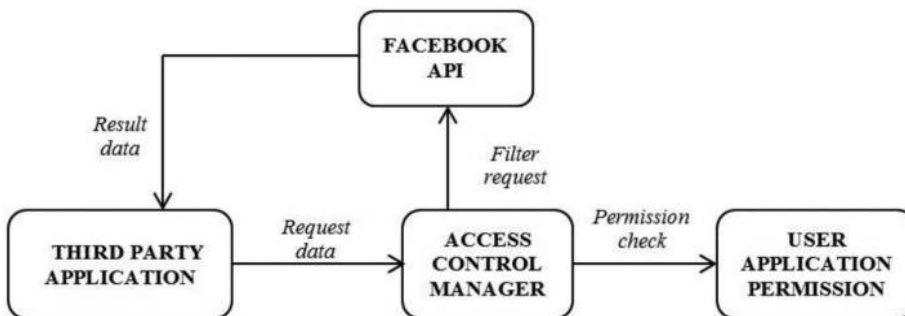 FACEBOOK
API
Result
data
Filter
request
THIRD PARTY
APPLICATION
Request
data
ACCESS
CONTROL
MANAGER
Permission
check
USER
APPLICATION
PERMISSION